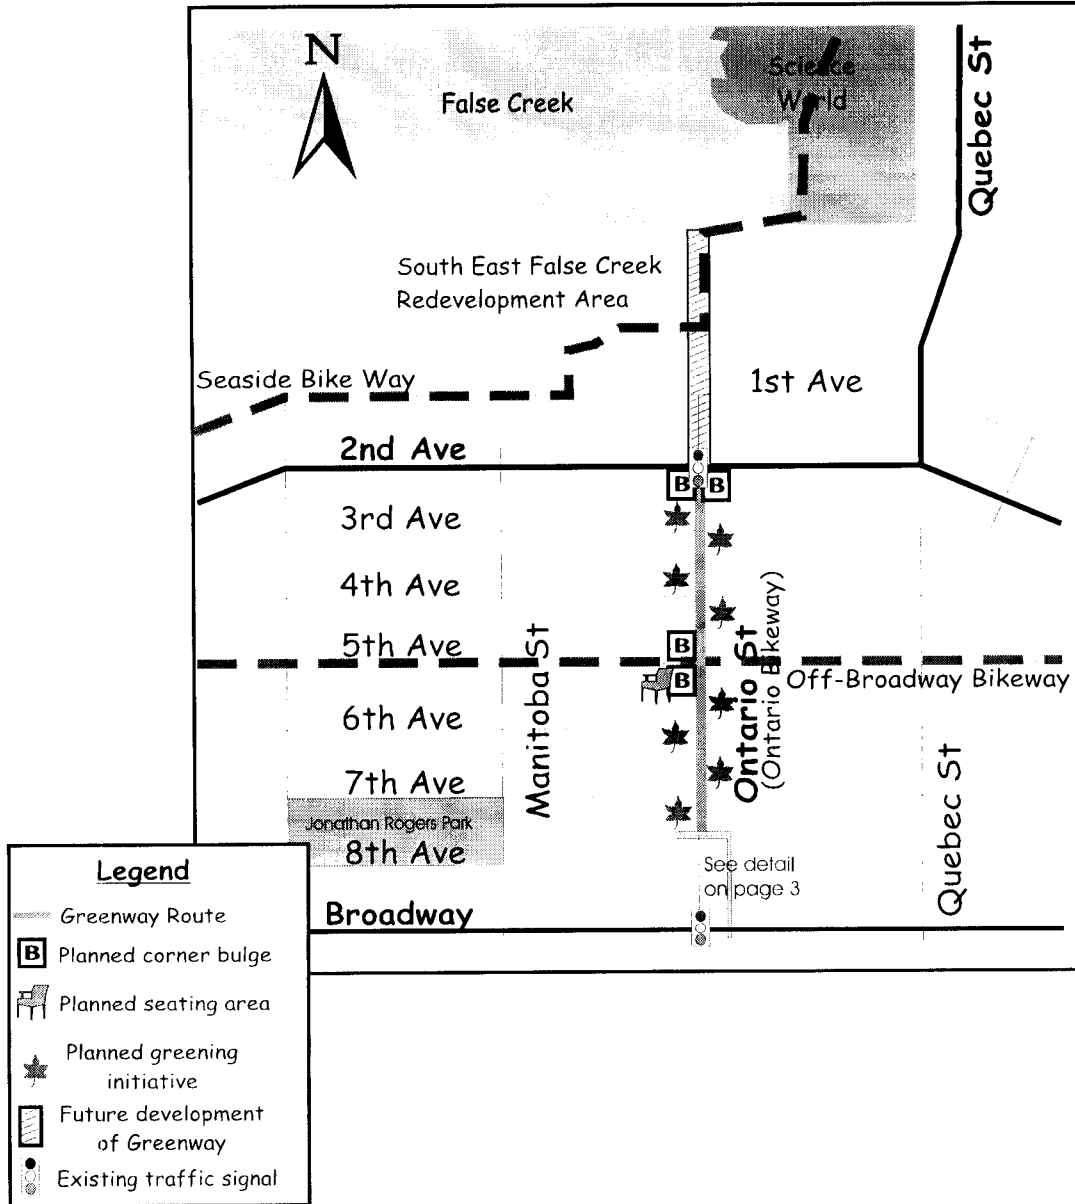 N
False Creek
Science
World
Quebec St
South East False Creek
Redevelopment Area
Seaside Bike Way
1st Ave
2nd Ave
B
B
3rd Ave
4th Ave
5th Ave
B
B
Manitoba St
Ontario St
(Ontario Bikeway)
Off-Broadway Bikeway
6th Ave
7th Ave
Jonathan Rogers Park
8th Ave
Quebec St
See detail
on page 3
Broadway
Legend
Greenway Route
B Planned corner bulge
Planned seating area
Planned greening
initiative
Future development
of Greenway
Existing traffic signal